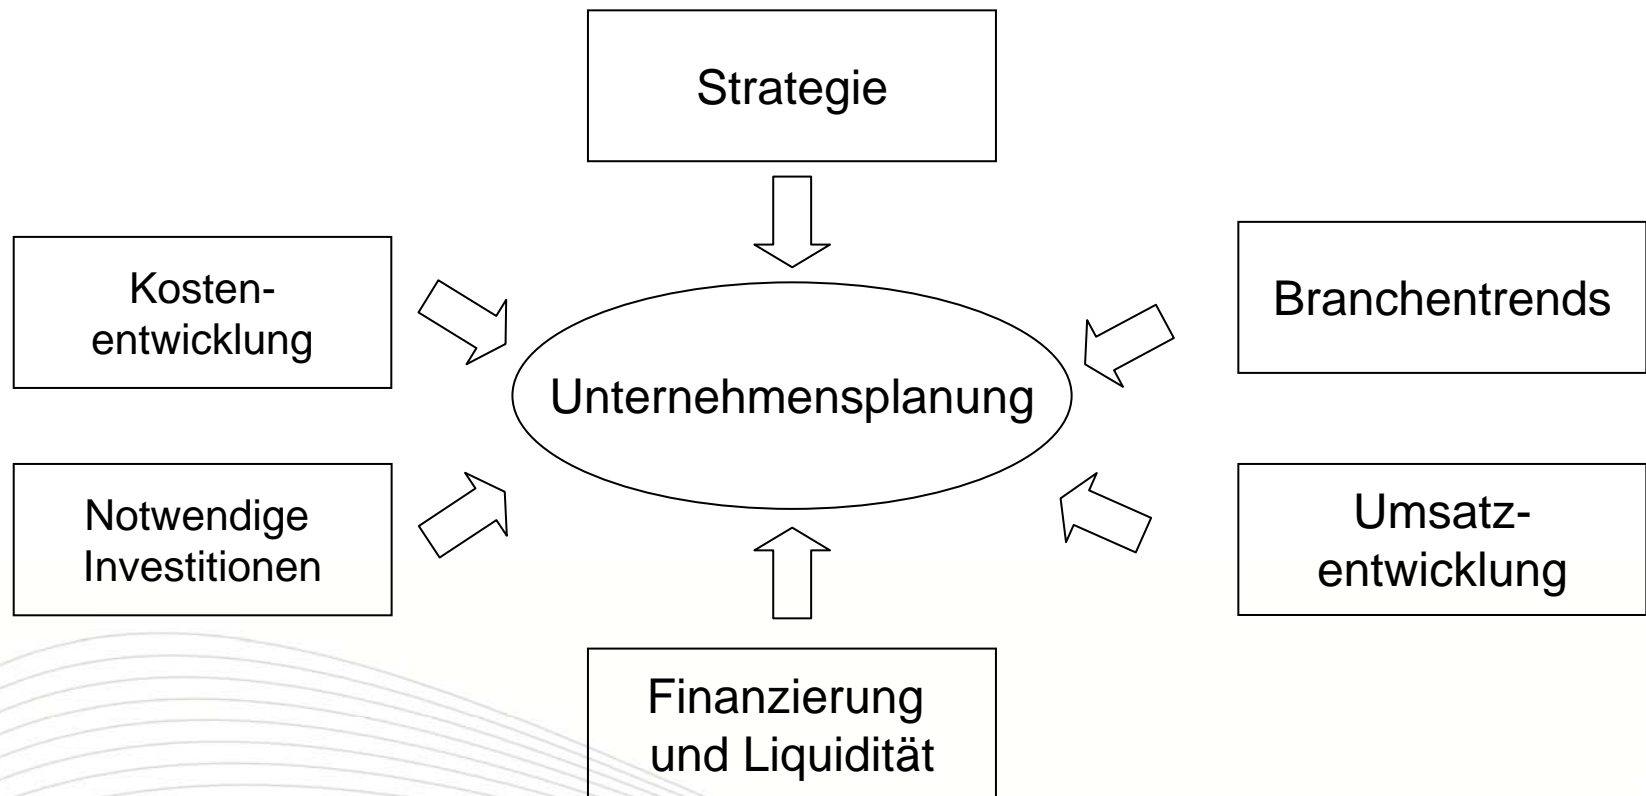 Strategie
Kosten-
entwicklung
Branchentrends
Unternehmensplanung
Notwendige
Investitionen
Umsatz-
entwicklung
Finanzierung
und Liquidität